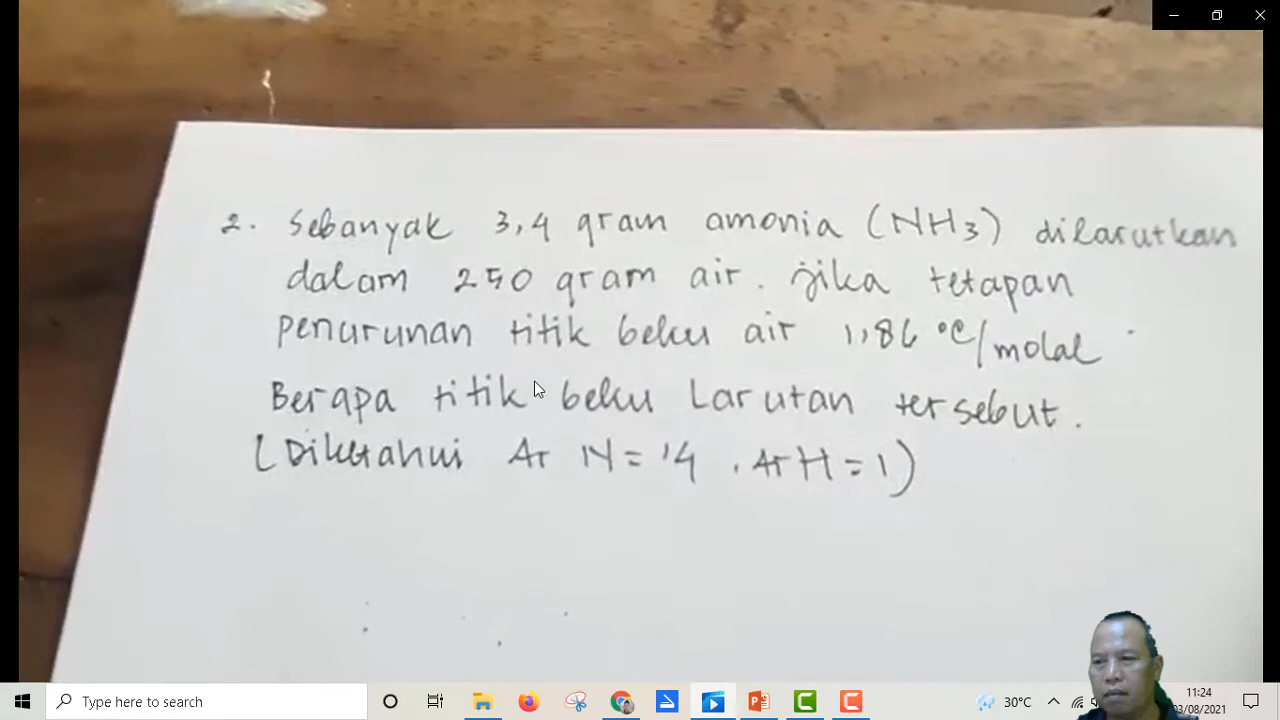 2. Sebanyak 3,4 gram amonia (NH3) dilarutkan
dalam 250 gram air. jika tetapan
penurunan titik beku air 1,86 °C/molal
Berapa titik beku Larutan tersebut.
(Diketahui Ar N = 14, Ar H = 1)
Type here to search
30°C
11:24
03/08/2021